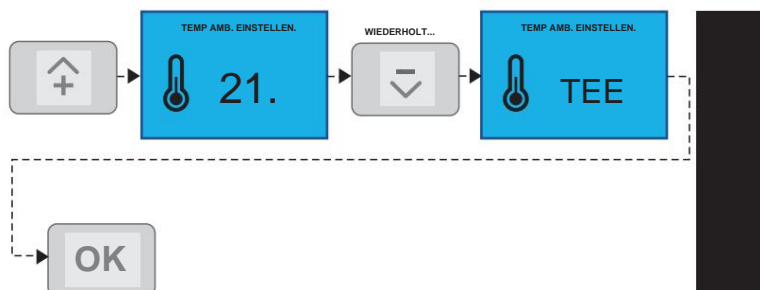 TEMP AMB. EINSTELLEN.
21.
WIEDERHOLT...
TEMP AMB. EINSTELLEN.
TEE
OK